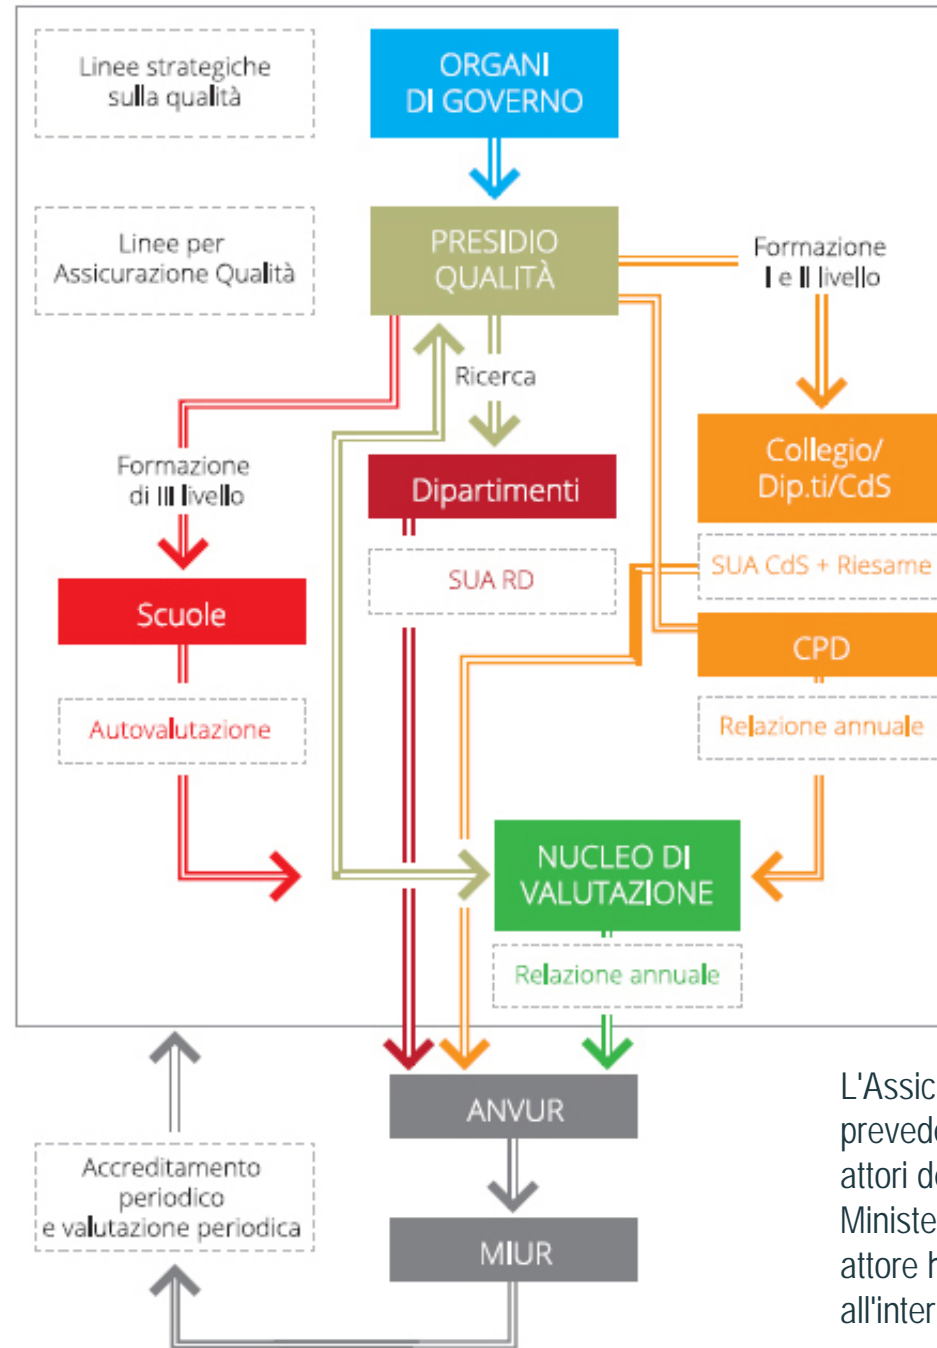 Linee strategiche
sulla qualità
ORGANI
DI GOVERNO
Linee per
Assicurazione Qualità
PRESIDIO
QUALITÀ
Formazione
I e II livello
Ricerca
Formazione
di III livello
Dipartimenti
Collegio/
Dip.ti/CdS
SUA RD
SUA CdS + Riesame
Scuole
CPD
Autovalutazione
Relazione annuale
NUCLEO DI
VALUTAZIONE
Relazione annuale
ANVUR
Accreditamento
periodico
e valutazione periodica
MIUR
L'Assic
prevede
attori de
Ministe
attore h
all'inter